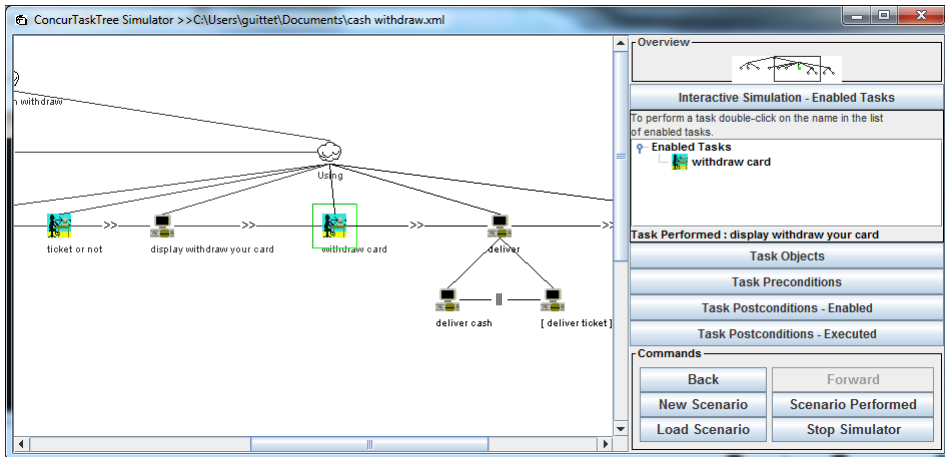 ConcurTaskTree Simulator >>C:\Users\guittet\Documents\cash withdraw.xml
withdraw
Using
>>
>>
>>
>>
>>
ticket or not
display withdraw your card
withdraw card
deliver
|||
deliver cash
[ deliver ticket ]
Overview
Interactive Simulation - Enabled Tasks
To perform a task double-click on the name in the list
of enabled tasks.
Enabled Tasks
withdraw card
Task Performed : display withdraw your card
Task Objects
Task Preconditions
Task Postconditions - Enabled
Task Postconditions - Executed
Commands
Back
Forward
New Scenario
Scenario Performed
Load Scenario
Stop Simulator